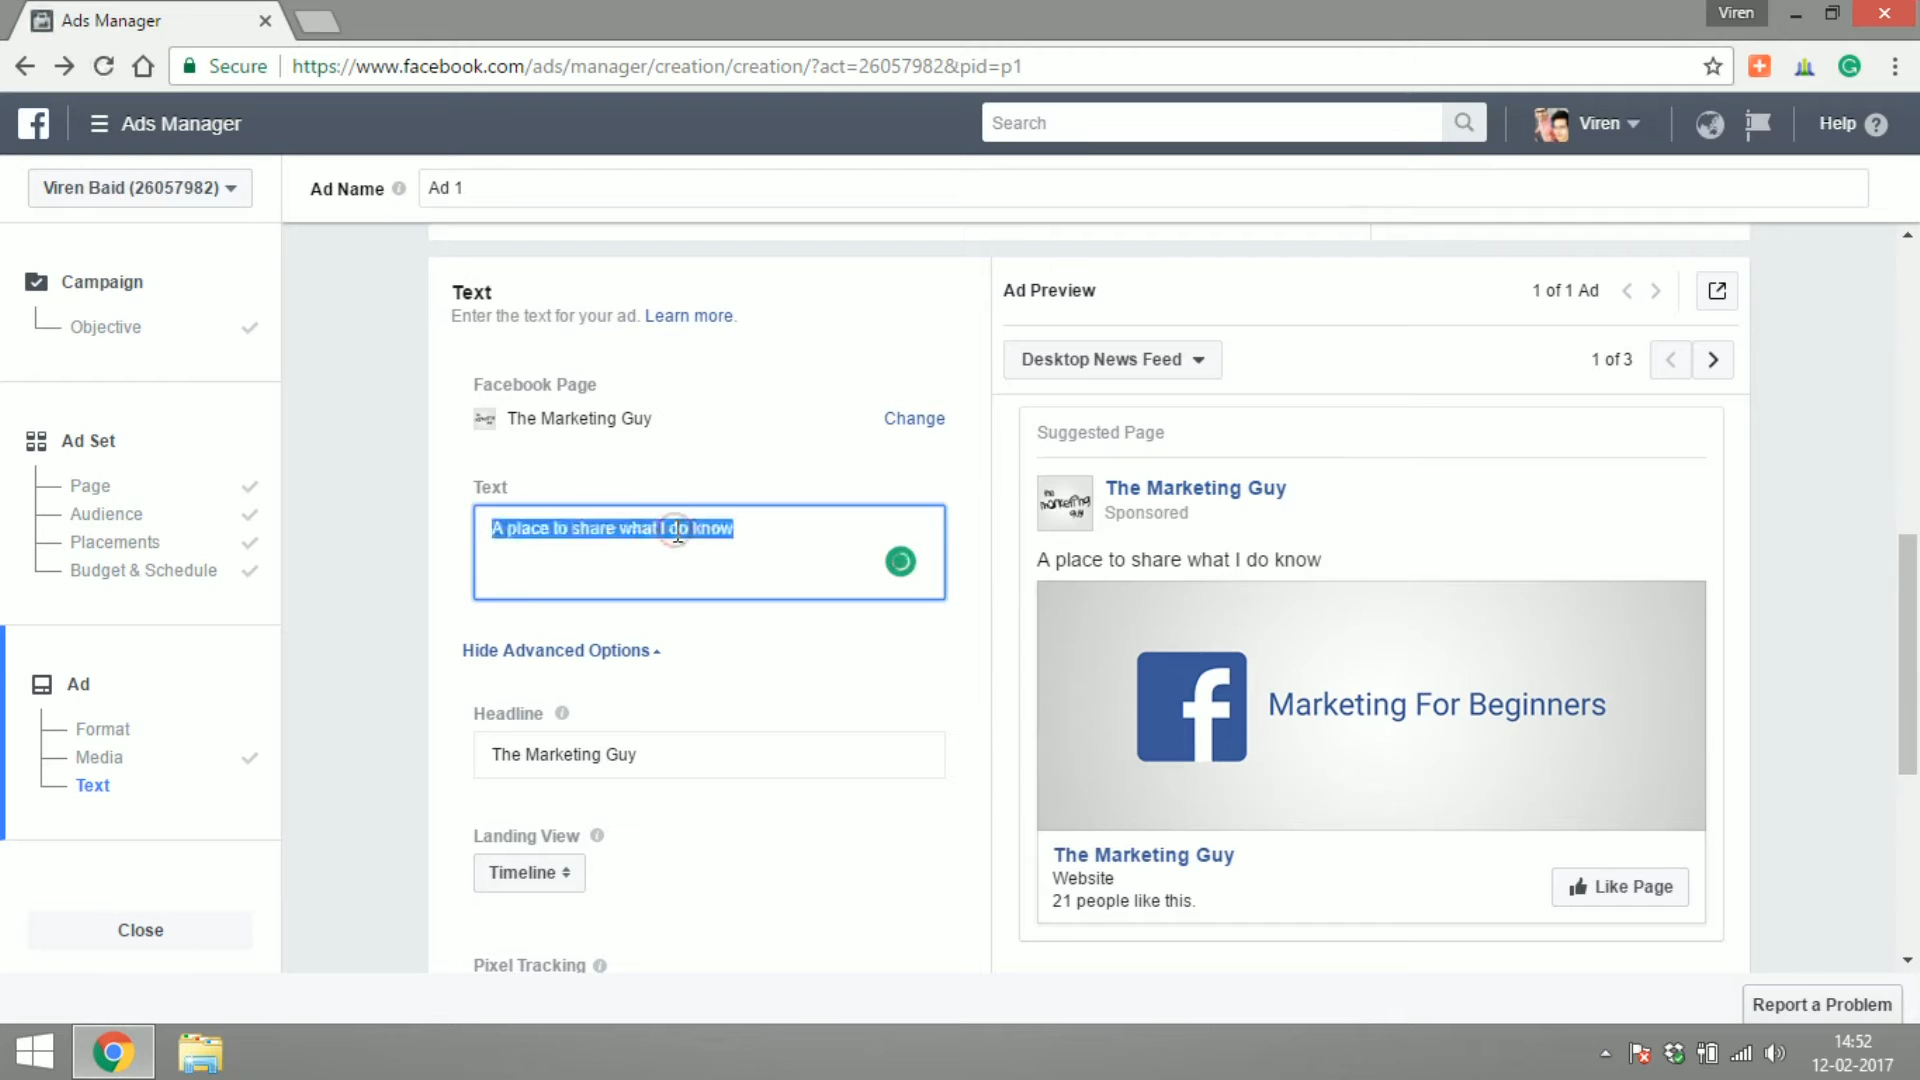 Ads Manager
Viren
Secure
https://www.facebook.com/ads/manager/creation/creation/?act=26057982&pid=p1
Ads Manager
Search
Viren
Help
Viren Baid (26057982)
Ad Name
Ad 1
Campaign
Objective
Ad Set
Page
Audience
Placements
Budget & Schedule
Ad
Format
Media
Text
Close
Text
Enter the text for your ad. Learn more.
Facebook Page
The Marketing Guy
Change
Text
A place to share what I do know
Hide Advanced Options
Headline
The Marketing Guy
Landing View
Timeline
Pixel Tracking
Ad Preview
1 of 1 Ad
Desktop News Feed
1 of 3
Suggested Page
the
marketing
guy
The Marketing Guy
Sponsored
A place to share what I do know
Marketing For Beginners
The Marketing Guy
Website
21 people like this.
Like Page
Report a Problem
14:52
12-02-2017